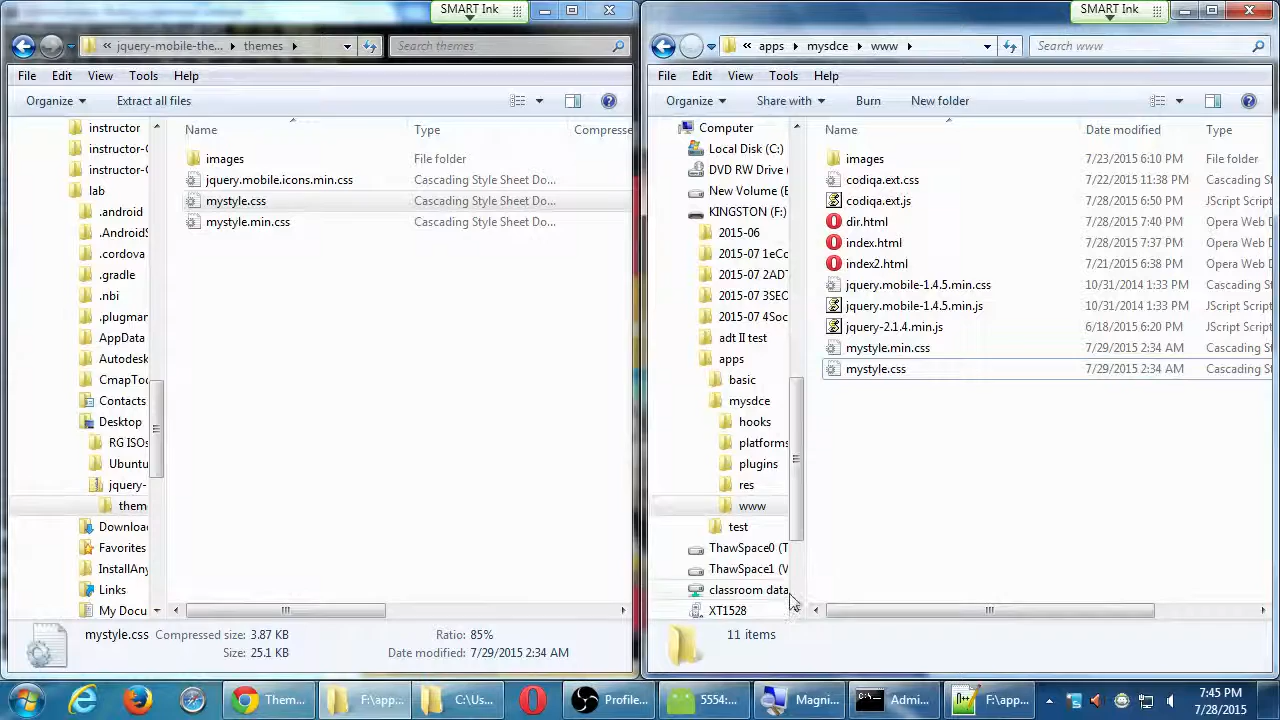 SMART Ink
« jquery-mobile-the... ▸ themes ▸
Search themes
File Edit View Tools Help
Organize Extract all files
instructor
instructor-
instructor-
lab
.android
.AndroidS
.cordova
.gradle
.nbi
.plugman
AppData
Autodesk
CmapToo
Contacts
Desktop
RG ISOs
Ubuntu
jquery-
them
Downloa
Favorites
InstallAny
Links
My Docu
Name Type Compresse
images File folder
jquery.mobile.icons.min.css Cascading Style Sheet Do...
mystyle.css Cascading Style Sheet Do...
mystyle.min.css Cascading Style Sheet Do...
mystyle.css Compressed size: 3.87 KB Ratio: 85%
Size: 25.1 KB Date modified: 7/29/2015 2:34 AM
SMART Ink
« apps ▸ mysdce ▸ www ▸
Search www
File Edit View Tools Help
Organize Share with Burn New folder
Computer
Local Disk (C:)
DVD RW Drive
New Volume (E
KINGSTON (F:)
2015-06
2015-07 1eCo
2015-07 2ADT
2015-07 3SEO
2015-07 4Soc
adt II test
apps
basic
mysdce
hooks
platforms
plugins
res
www
test
ThawSpace0 (T
ThawSpace1 (V
classroom data
XT1528
Name Date modified Type
images 7/23/2015 6:10 PM File folder
codiqa.ext.css 7/22/2015 11:38 PM Cascading St
codiqa.ext.js 7/28/2015 6:50 PM JScript Script
dir.html 7/28/2015 7:40 PM Opera Web D
index.html 7/28/2015 7:37 PM Opera Web D
index2.html 7/21/2015 6:38 PM Opera Web D
jquery.mobile-1.4.5.min.css 10/31/2014 1:33 PM Cascading St
jquery.mobile-1.4.5.min.js 10/31/2014 1:33 PM JScript Script
jquery-2.1.4.min.js 6/18/2015 6:20 PM JScript Script
mystyle.min.css 7/29/2015 2:34 AM Cascading St
mystyle.css 7/29/2015 2:34 AM Cascading St
11 items
Them... F:\app... C:\Us... Profile... 5554:... Magni... Admi... F:\app...
7:45 PM
7/28/2015